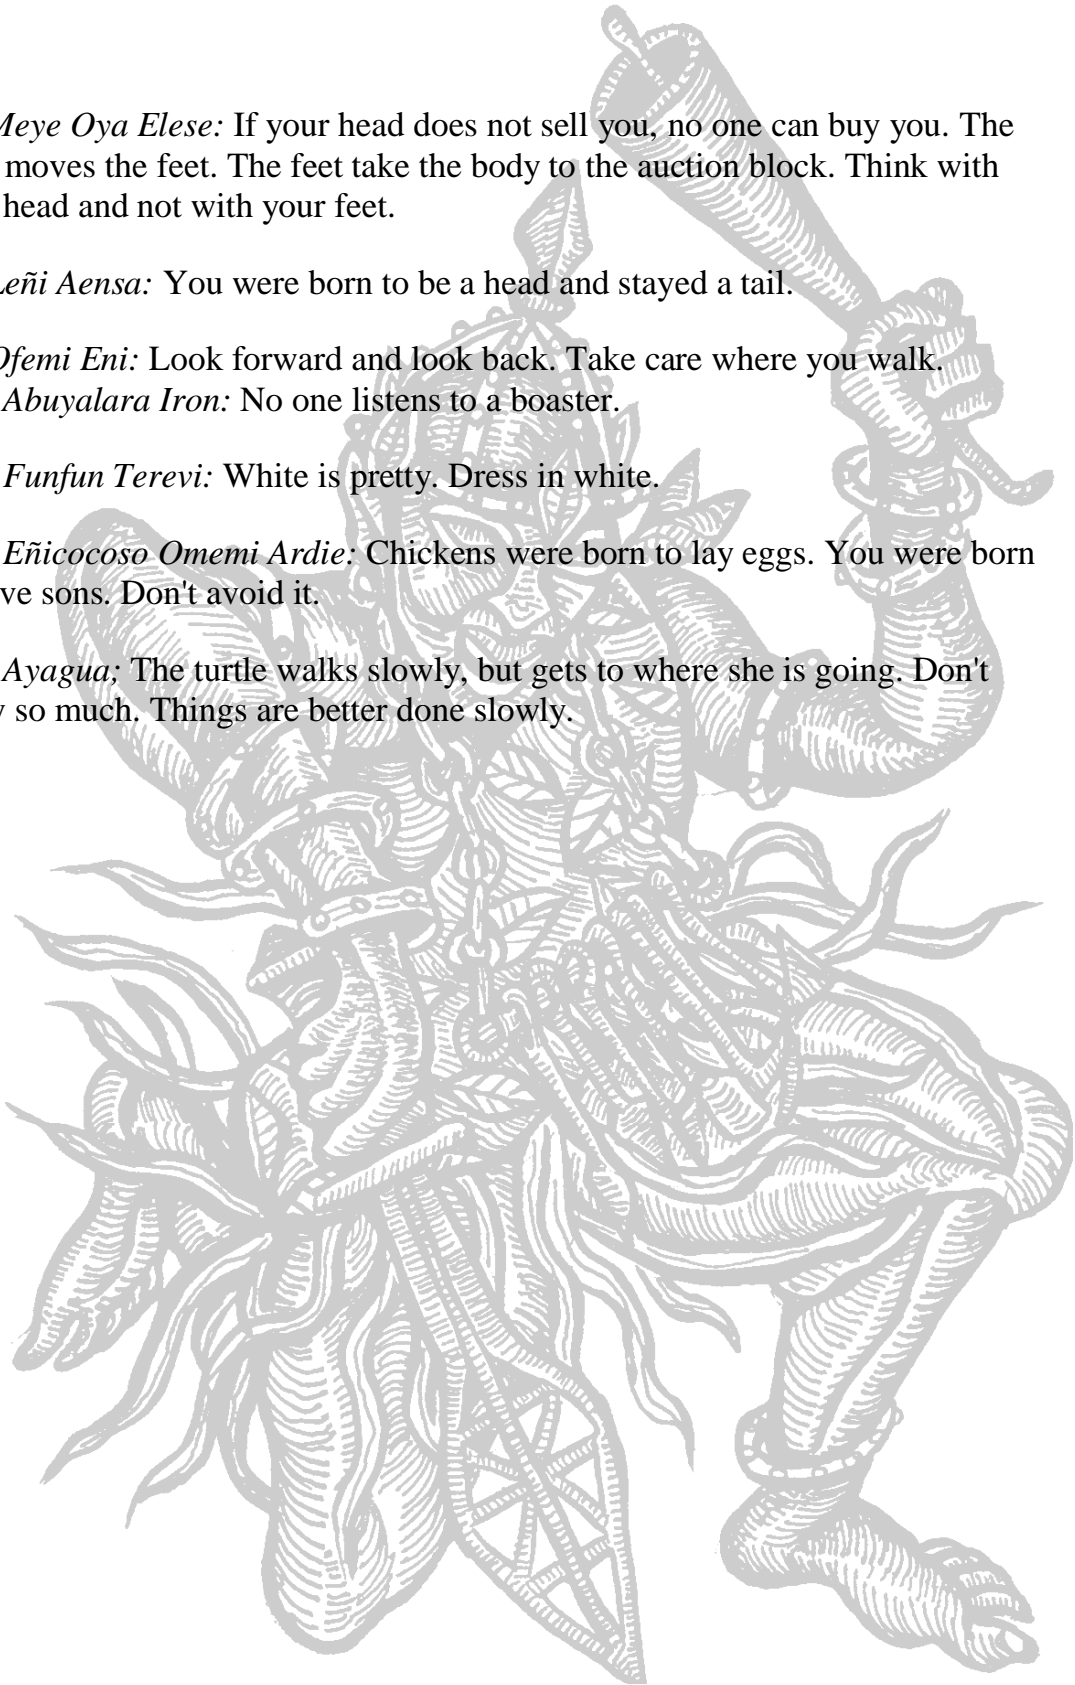 Meye Oya Elese: If your head does not sell you, no one can buy you. The
moves the feet. The feet take the body to the auction block. Think with
head and not with your feet.
Leñi Aensa: You were born to be a head and stayed a tail.
Ofemi Eni: Look forward and look back. Take care where you walk.
Abuyalara Iron: No one listens to a boaster.
Funfun Terevi: White is pretty. Dress in white.
Eñicocoso Omemi Ardie: Chickens were born to lay eggs. You were born
ve sons. Don't avoid it.
Ayagua; The turtle walks slowly, but gets to where she is going. Don't
so much. Things are better done slowly.